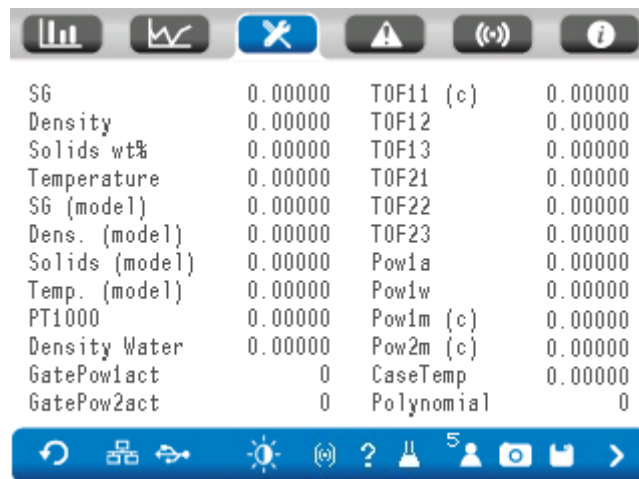 SG 0.00000 TOF11 (c) 0.00000
Density 0.00000 TOF12 0.00000
Solids wt% 0.00000 TOF13 0.00000
Temperature 0.00000 TOF21 0.00000
SG (model) 0.00000 TOF22 0.00000
Dens. (model) 0.00000 TOF23 0.00000
Solids (model) 0.00000 Pow1a 0.00000
Temp. (model) 0.00000 Pow1w 0.00000
PT1000 0.00000 Pow1m (c) 0.00000
Density Water 0.00000 Pow2m (c) 0.00000
GatePow1act 0 CaseTemp 0.00000
GatePow2act 0 Polynomial 0
? 5